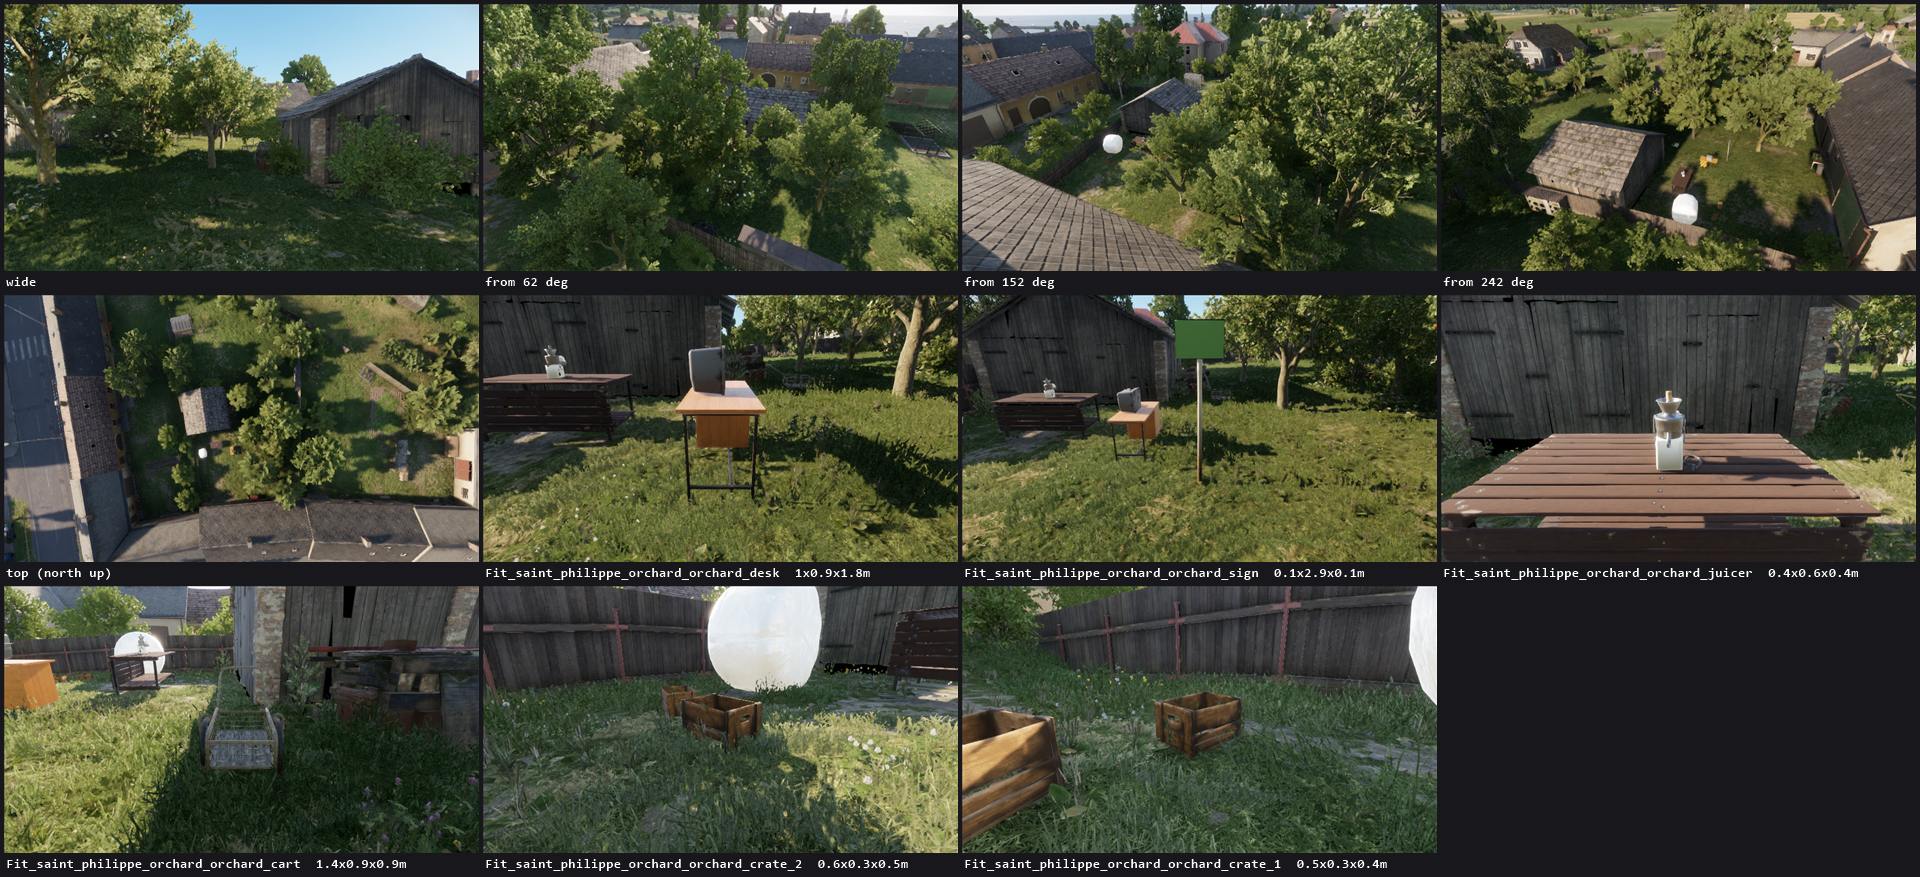 wide
from 62 deg
from 152 deg
from 242 deg
top (north up)
Fit_saint_philippe_orchard_orchard_desk  1x0.9x1.8m
Fit_saint_philippe_orchard_orchard_sign  0.1x2.9x0.1m
Fit_saint_philippe_orchard_orchard_juicer  0.4x0.6x0.4m
Fit_saint_philippe_orchard_orchard_cart  1.4x0.9x0.9m
Fit_saint_philippe_orchard_orchard_crate_2  0.6x0.3x0.5m
Fit_saint_philippe_orchard_orchard_crate_1  0.5x0.3x0.4m